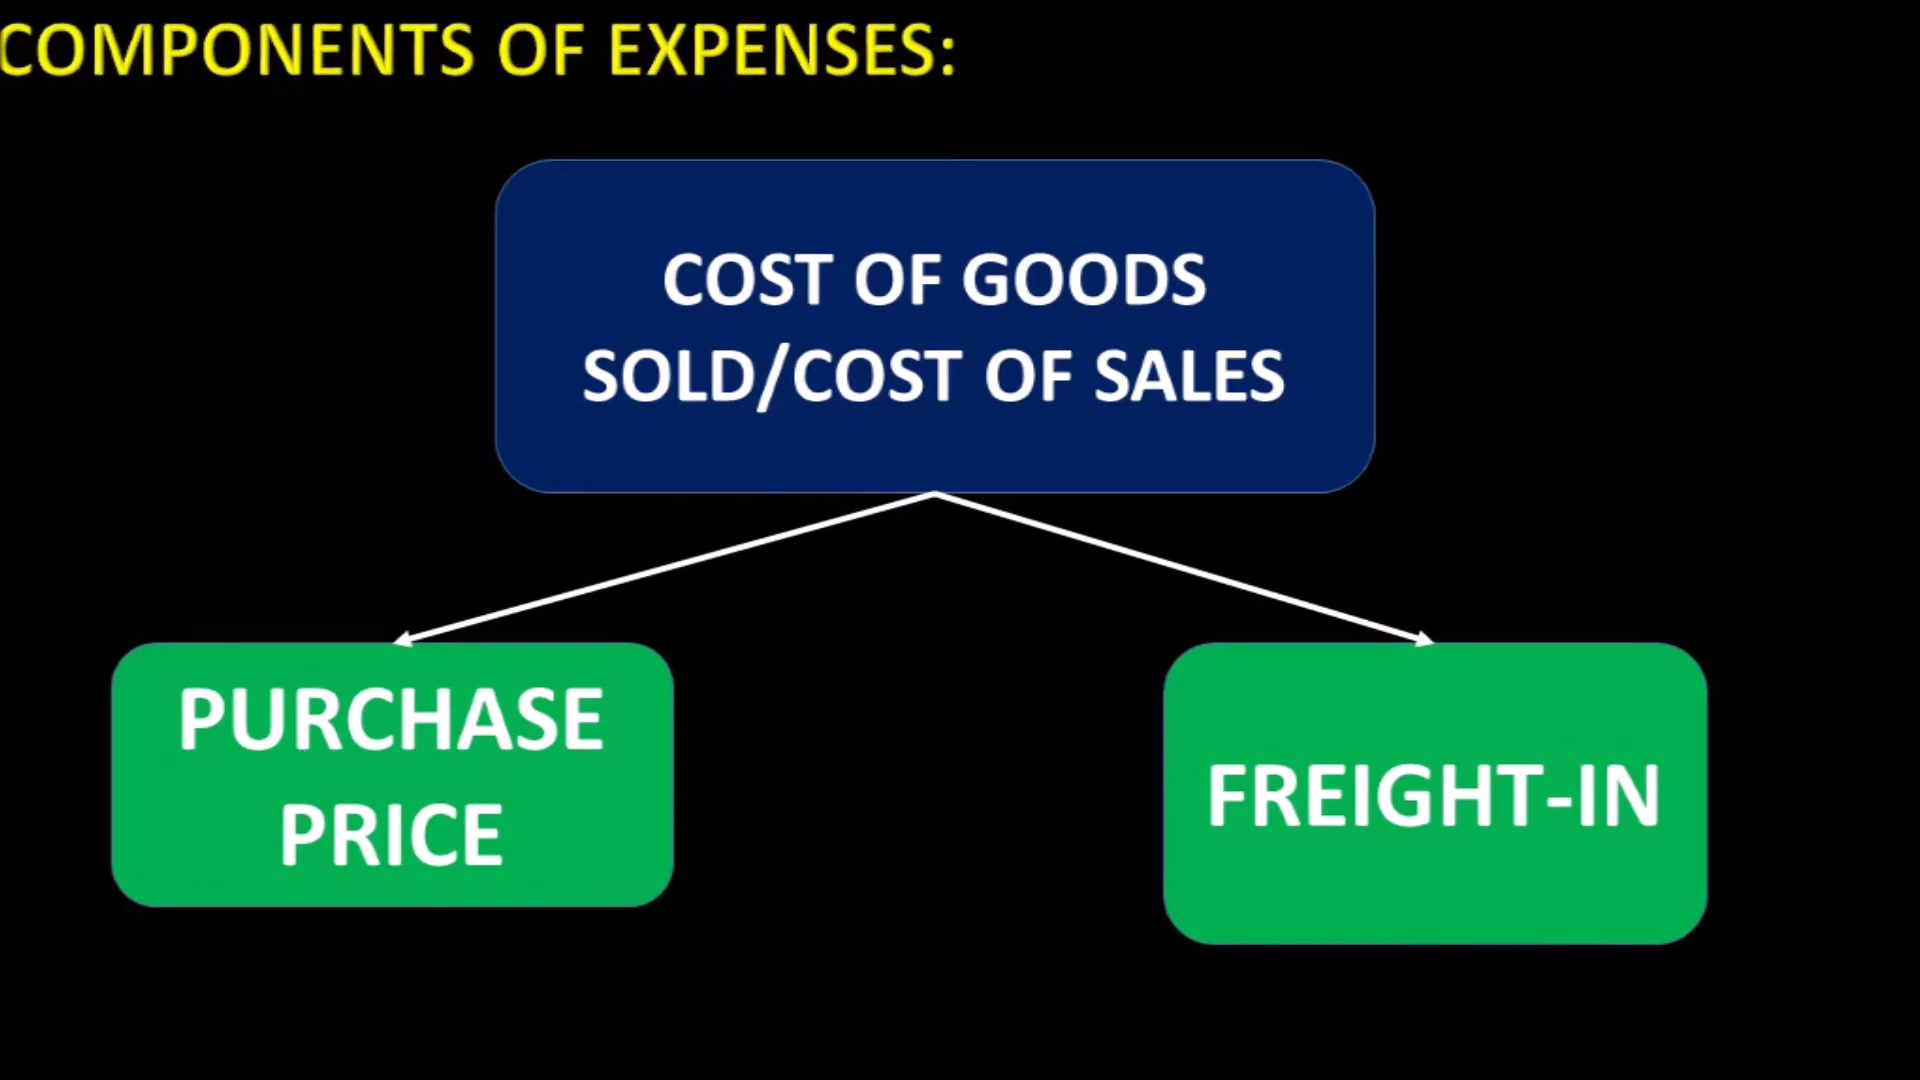 COMPONENTS OF EXPENSES:
COST OF GOODS
SOLD/COST OF SALES
PURCHASE
PRICE
FREIGHT-IN